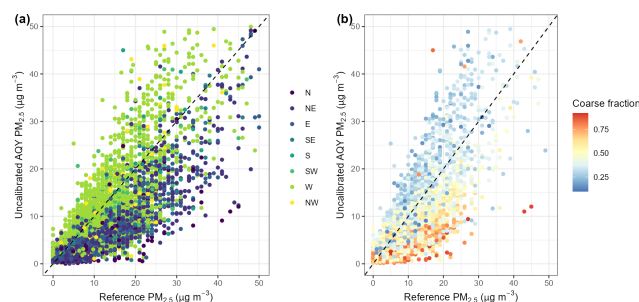 (a)
Uncalibrated AQY PM2.5 (µg m⁻³)
50
40
30
20
10
0
0 10 20 30 40 50
Reference PM2.5 (µg m⁻³)
N
NE
E
SE
S
SW
W
NW
(b)
Uncalibrated AQY PM2.5 (µg m⁻³)
50
40
30
20
10
0
0 10 20 30 40 50
Reference PM2.5 (µg m⁻³)
Coarse fraction
0.75
0.50
0.25